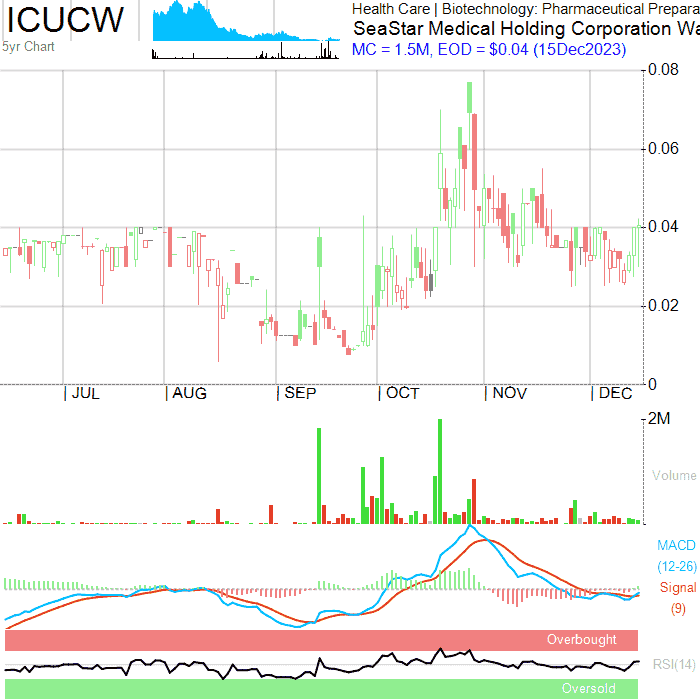 ICUCW
5yr Chart
Health Care | Biotechnology: Pharmaceutical Prepara
SeaStar Medical Holding Corporation Wa
MC = 1.5M, EOD = $0.04 (15Dec2023)
0.08
0.06
0.04
0.02
0
JUL
AUG
SEP
OCT
NOV
DEC
2M
Volume
MACD
(12-26)
Signal
(9)
Overbought
RSI(14)
Oversold